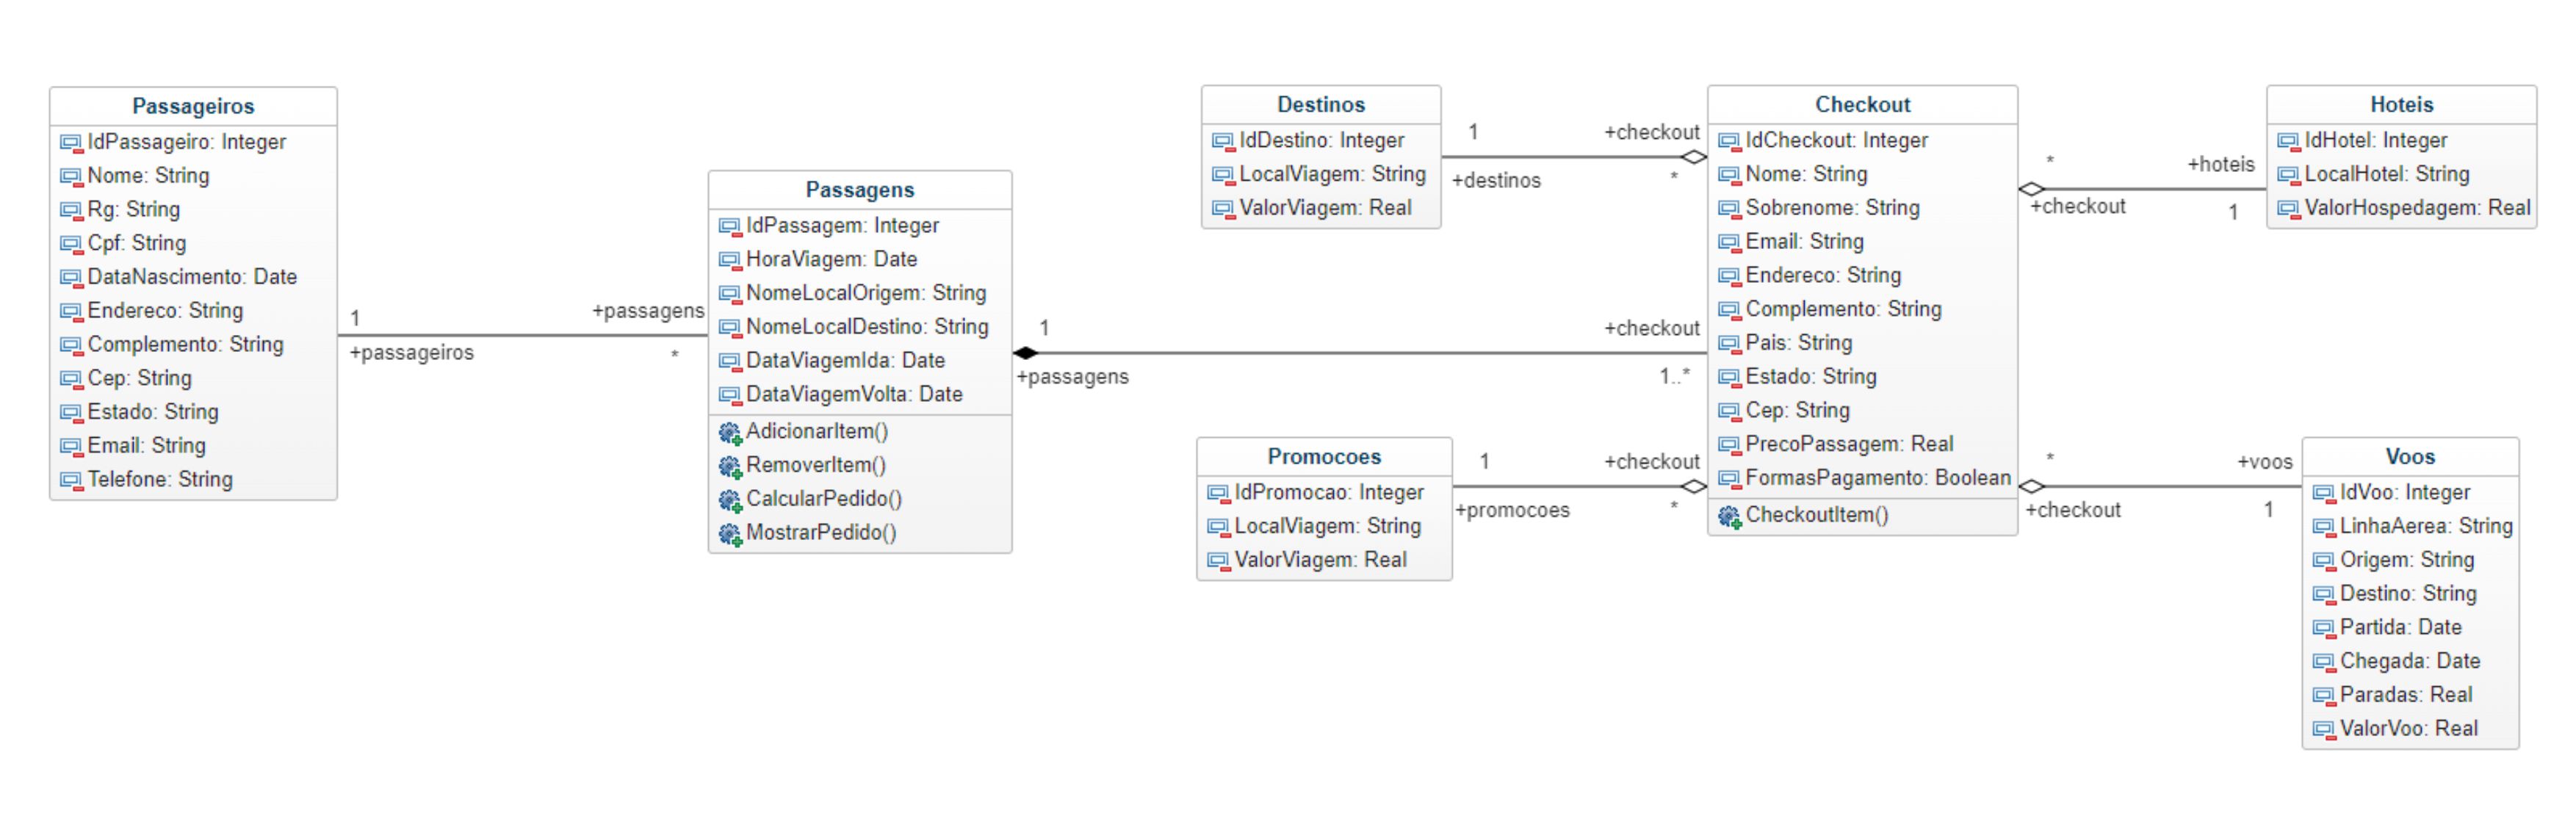 Passageiros
IdPassageiro: Integer
Nome: String
Rg: String
Cpf: String
DataNascimento: Date
Endereco: String
Complemento: String
Cep: String
Estado: String
Email: String
Telefone: String
1
+passageiros
+passagens
*
Passagens
IdPassagem: Integer
HoraViagem: Date
NomeLocalOrigem: String
NomeLocalDestino: String
DataViagemIda: Date
DataViagemVolta: Date
AdicionarItem()
RemoverItem()
CalcularPedido()
MostrarPedido()
1
+passagens
+checkout
1..*
Destinos
IdDestino: Integer
LocalViagem: String
ValorViagem: Real
1
+destinos
+checkout
*
Promocoes
IdPromocao: Integer
LocalViagem: String
ValorViagem: Real
1
+promocoes
+checkout
*
Checkout
IdCheckout: Integer
Nome: String
Sobrenome: String
Email: String
Endereco: String
Complemento: String
Pais: String
Estado: String
Cep: String
PrecoPassagem: Real
FormasPagamento: Boolean
CheckoutItem()
*
+checkout
+hoteis
1
Hoteis
IdHotel: Integer
LocalHotel: String
ValorHospedagem: Real
*
+checkout
+voos
1
Voos
IdVoo: Integer
LinhaAerea: String
Origem: String
Destino: String
Partida: Date
Chegada: Date
Paradas: Real
ValorVoo: Real